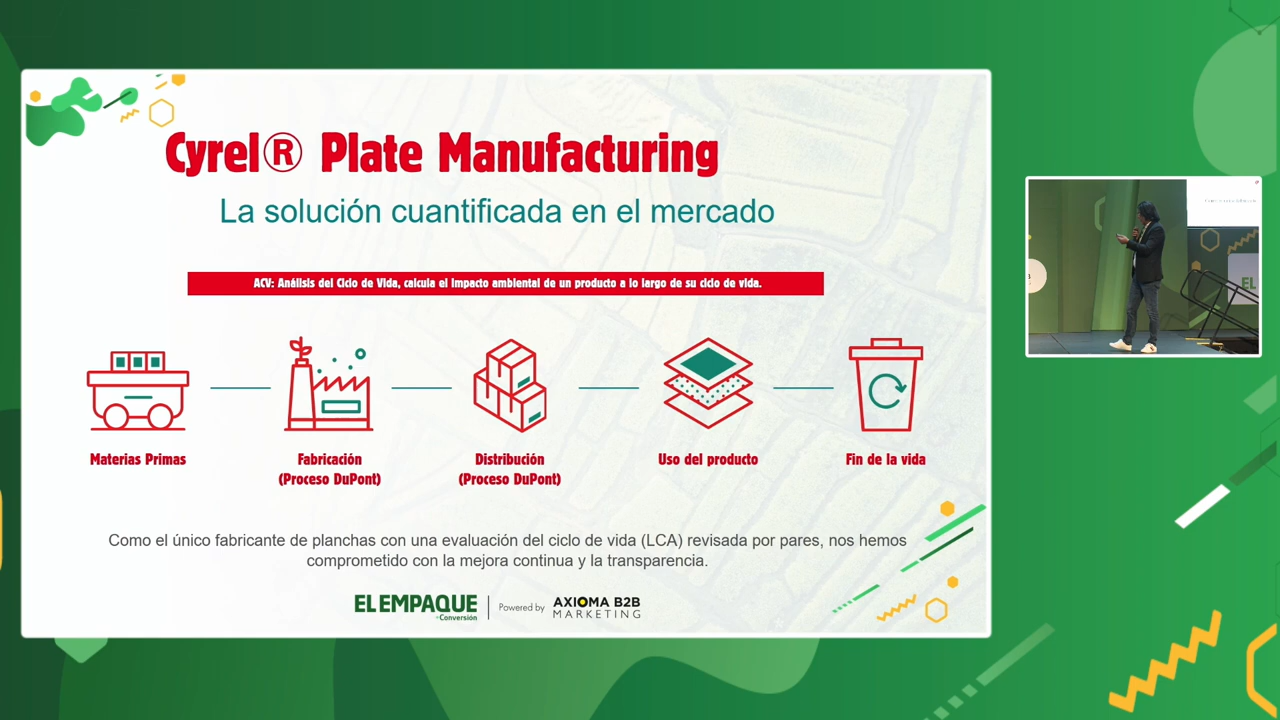 Cyrel® Plate Manufacturing
La solución cuantificada en el mercado
ACV: Análisis del Ciclo de Vida, calcula el impacto ambiental de un producto a lo largo de su ciclo de vida.
Materias Primas
Fabricación
(Proceso DuPont)
Distribución
(Proceso DuPont)
Uso del producto
Fin de la vida
Como el único fabricante de planchas con una evaluación del ciclo de vida (LCA) revisada por pares, nos hemos
comprometido con la mejora continua y la transparencia.
EL EMPAQUE
+Conversión
Powered by
AXIOMA B2B
MARKETING
EL